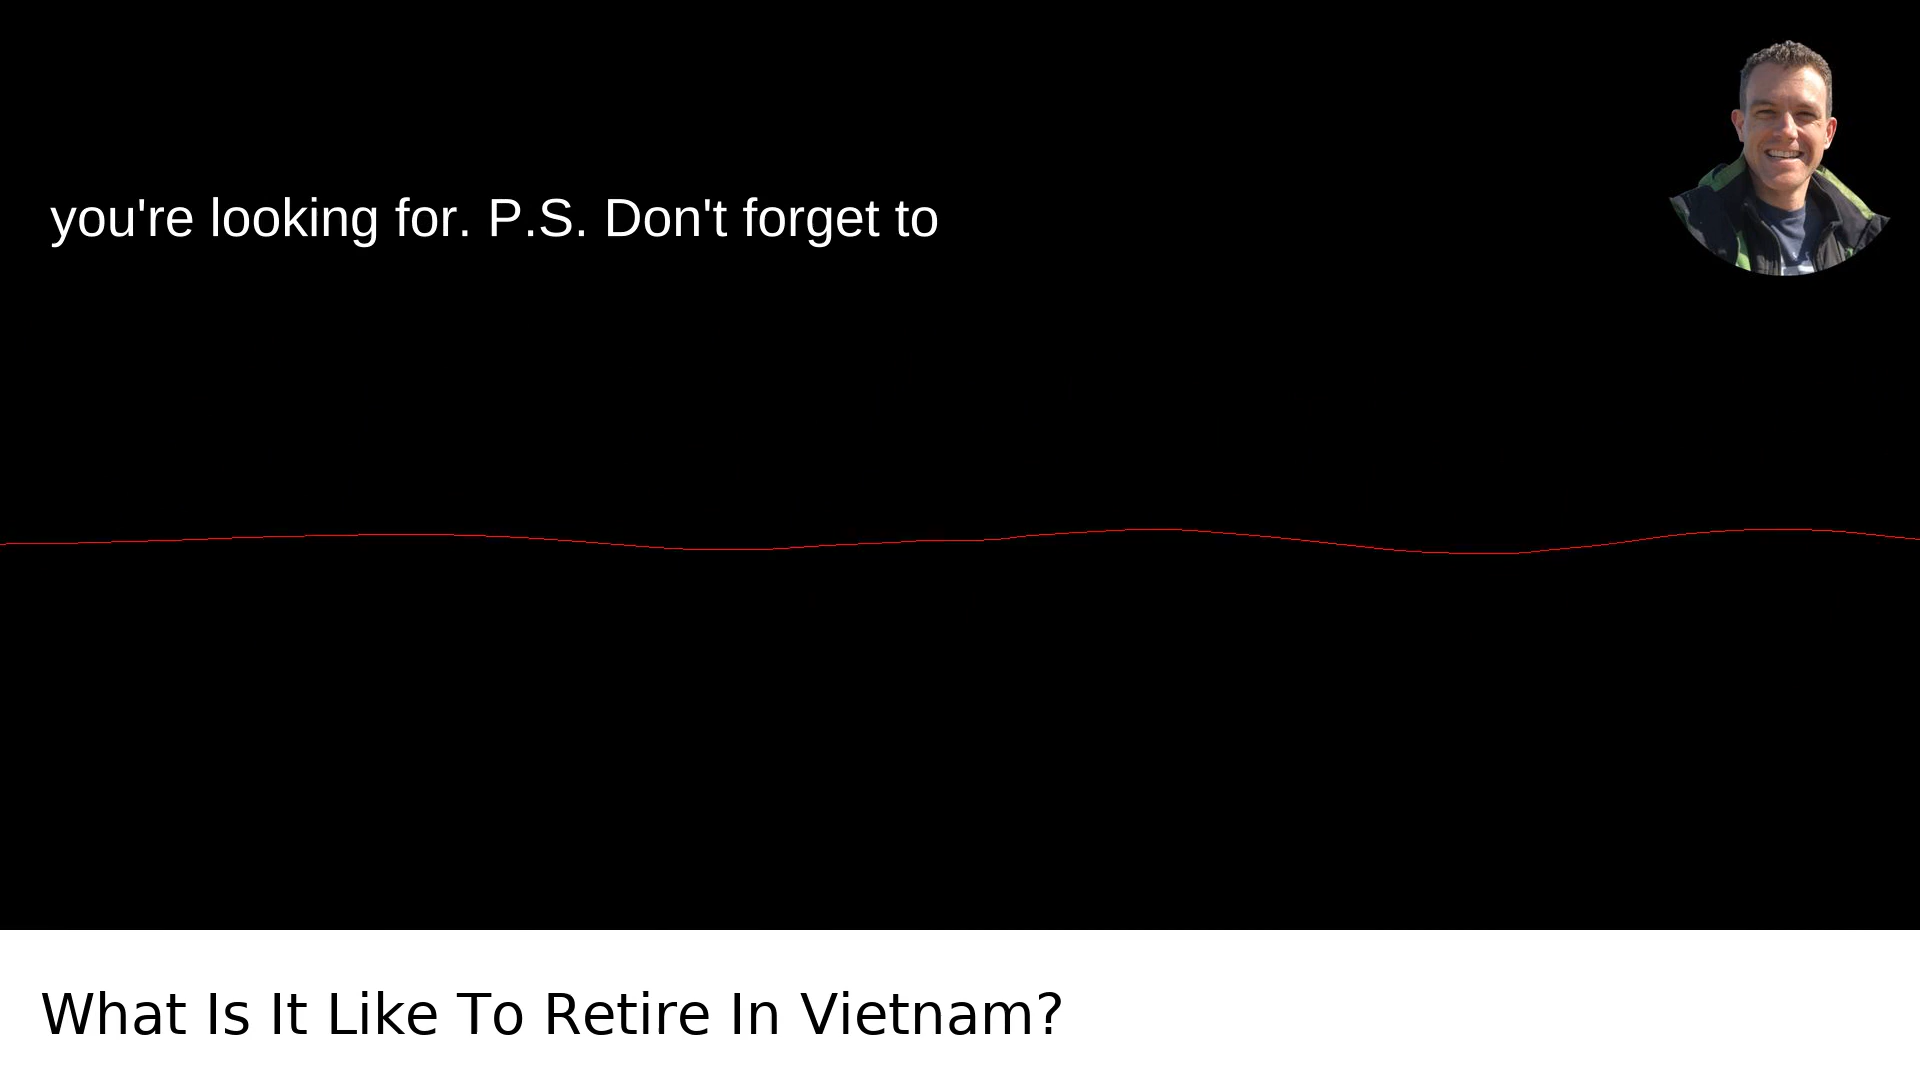 you're looking for. P.S. Don't forget to
What Is It Like To Retire In Vietnam?